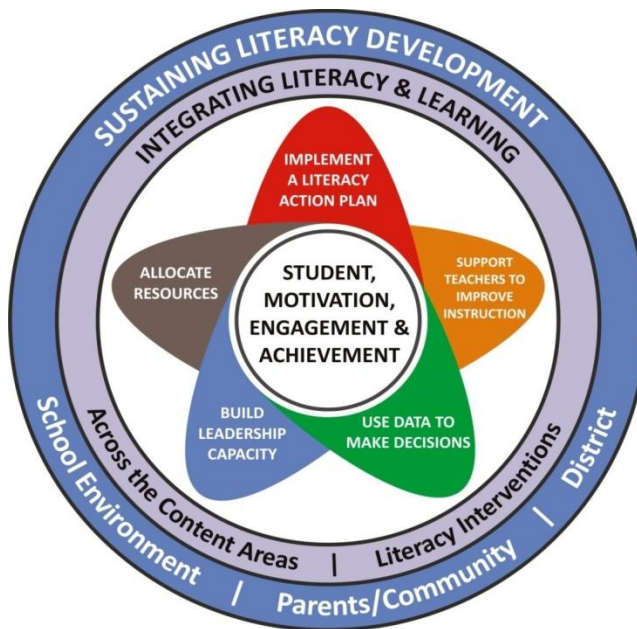 SUSTAINING LITERACY DEVELOPMENT
INTEGRATING LITERACY & LEARNING
IMPLEMENT
A LITERACY
ACTION PLAN
SUPPORT
TEACHERS TO
IMPROVE
INSTRUCTION
ALLOCATE
RESOURCES
STUDENT,
MOTIVATION,
ENGAGEMENT &
ACHIEVEMENT
BUILD
LEADERSHIP
CAPACITY
USE DATA TO
MAKE DECISIONS
Across the Content Areas | Literacy Interventions
School Environment | Parents/Community | District